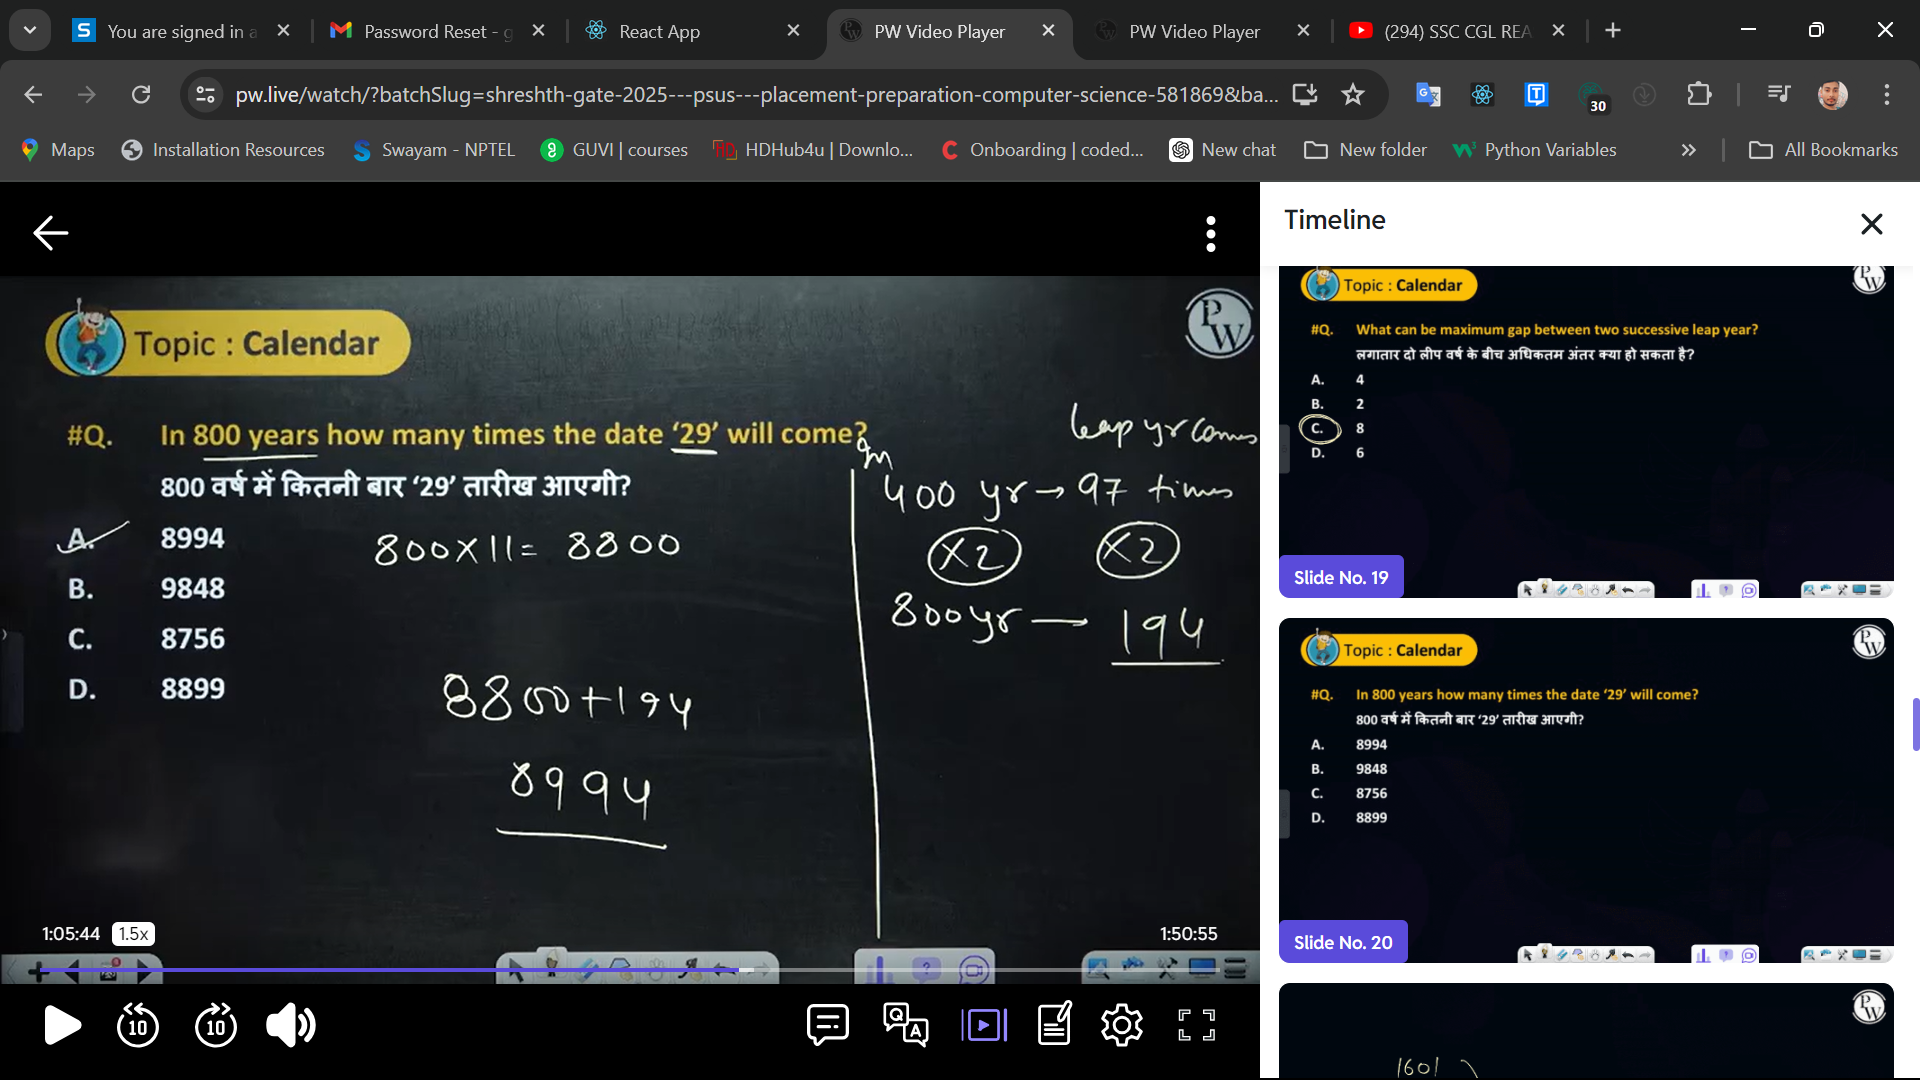 You are signed in a
Password Reset - g
React App
PW Video Player
PW Video Player
(294) SSC CGL REA
pw.live/watch/?batchSlug=shreshth-gate-2025---psus---placement-preparation-computer-science-581869&ba...
30
Maps
Installation Resources
Swayam - NPTEL
GUVI | courses
HDHub4u | Downlo...
Onboarding | coded...
New chat
New folder
Python Variables
All Bookmarks
Topic : Calendar
PW
#Q. In 800 years how many times the date ‘29’ will come?
800 वर्ष में कितनी बार ‘29’ तारीख आएगी?
A. 8994
B. 9848
C. 8756
D. 8899
800×11= 8800
8800+194
8994
leap yr comes
In
400 yr → 97 times
×2 ×2
800yr — 194
1:05:44 1.5x
1:50:55
10
10
Timeline
Topic : Calendar
PW
#Q. What can be maximum gap between two successive leap year?
लगातार दो लीप वर्ष के बीच अधिकतम अंतर क्या हो सकता है?
A. 4
B. 2
C. 8
D. 6
Slide No. 19
Topic : Calendar
PW
#Q. In 800 years how many times the date ‘29’ will come?
800 वर्ष में कितनी बार ‘29’ तारीख आएगी?
A. 8994
B. 9848
C. 8756
D. 8899
Slide No. 20
PW
1601